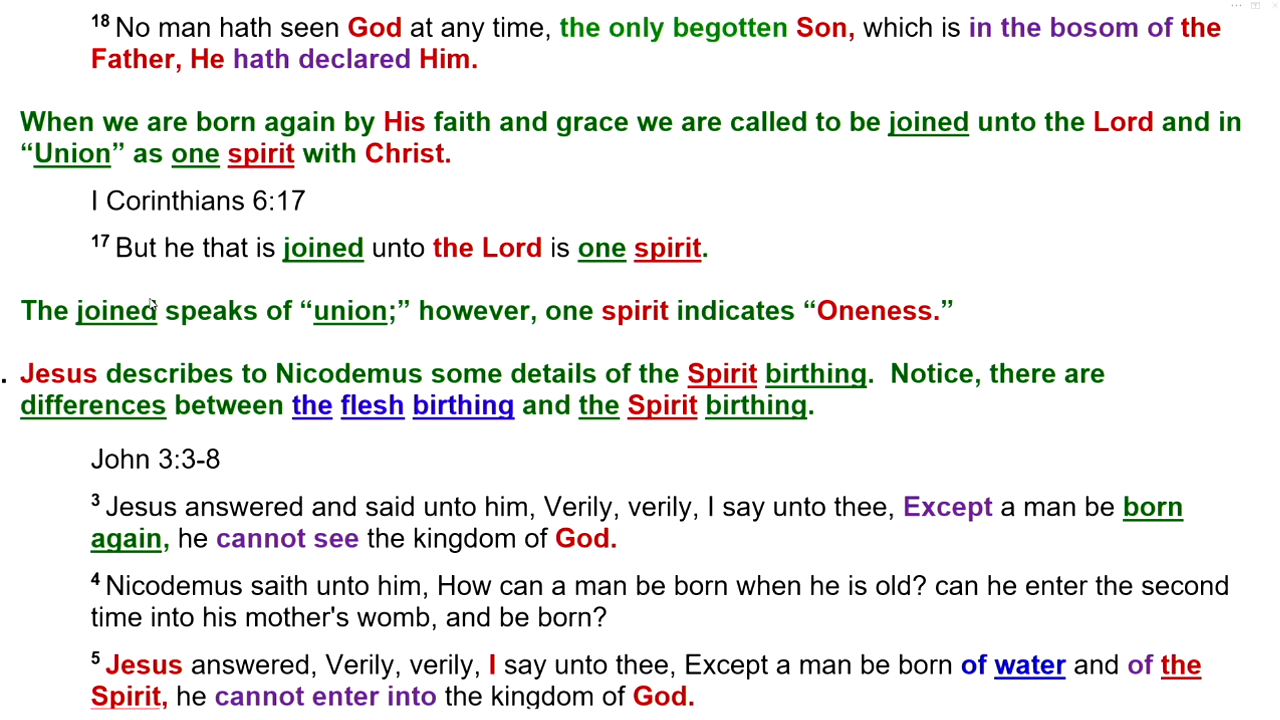 18 No man hath seen God at any time, the only begotten Son, which is in the bosom of the
Father, He hath declared Him.
When we are born again by His faith and grace we are called to be joined unto the Lord and in
“Union” as one spirit with Christ.
I Corinthians 6:17
17 But he that is joined unto the Lord is one spirit.
The joined speaks of “union;” however, one spirit indicates “Oneness.”
. Jesus describes to Nicodemus some details of the Spirit birthing.  Notice, there are
differences between the flesh birthing and the Spirit birthing.
John 3:3-8
3 Jesus answered and said unto him, Verily, verily, I say unto thee, Except a man be born
again, he cannot see the kingdom of God.
4 Nicodemus saith unto him, How can a man be born when he is old? can he enter the second
time into his mother's womb, and be born?
5 Jesus answered, Verily, verily, I say unto thee, Except a man be born of water and of the
Spirit, he cannot enter into the kingdom of God.